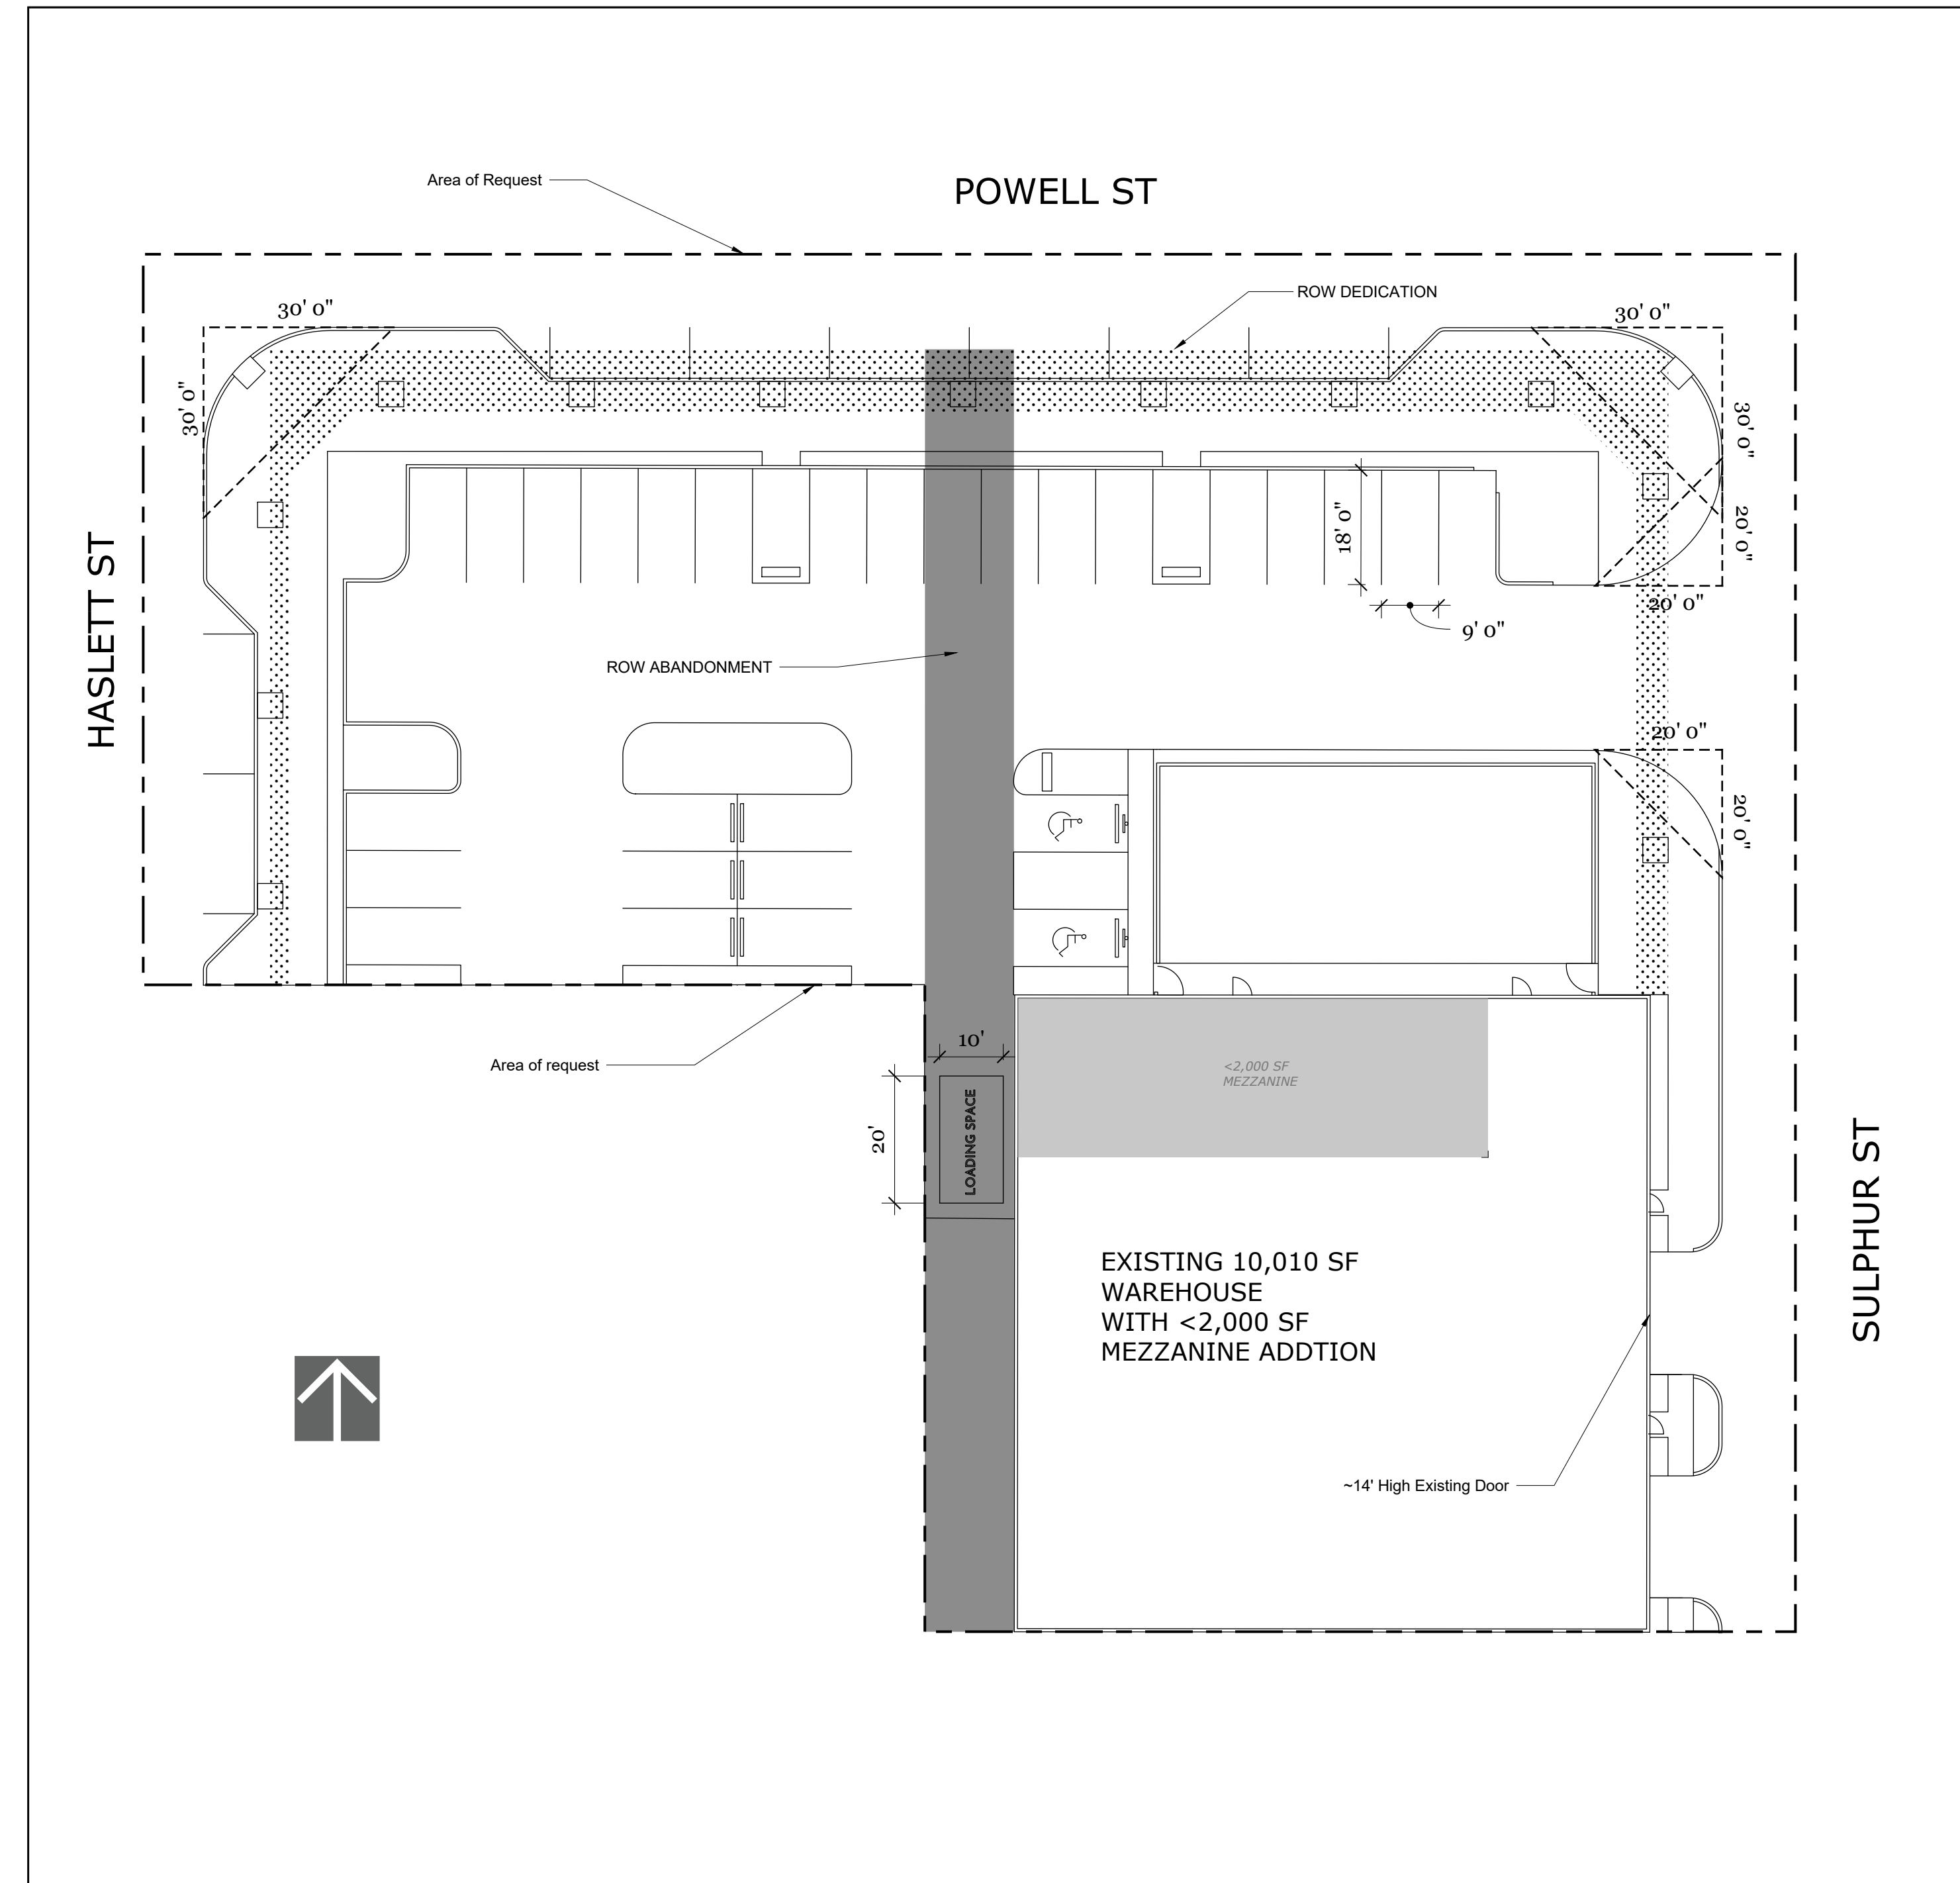 Area of Request
POWELL ST
ROW DEDICATION
30' 0"
30' 0"
30' 0"
30' 0"
HASLETT ST
18' 0"
20' 0"
20' 0"
9' 0"
ROW ABANDONMENT
20' 0"
20' 0"
10'
Area of request
<2,000 SF
MEZZANINE
20'
LOADING SPACE
SULPHUR ST
EXISTING 10,010 SF
WAREHOUSE
WITH <2,000 SF
MEZZANINE ADDTION
~14' High Existing Door